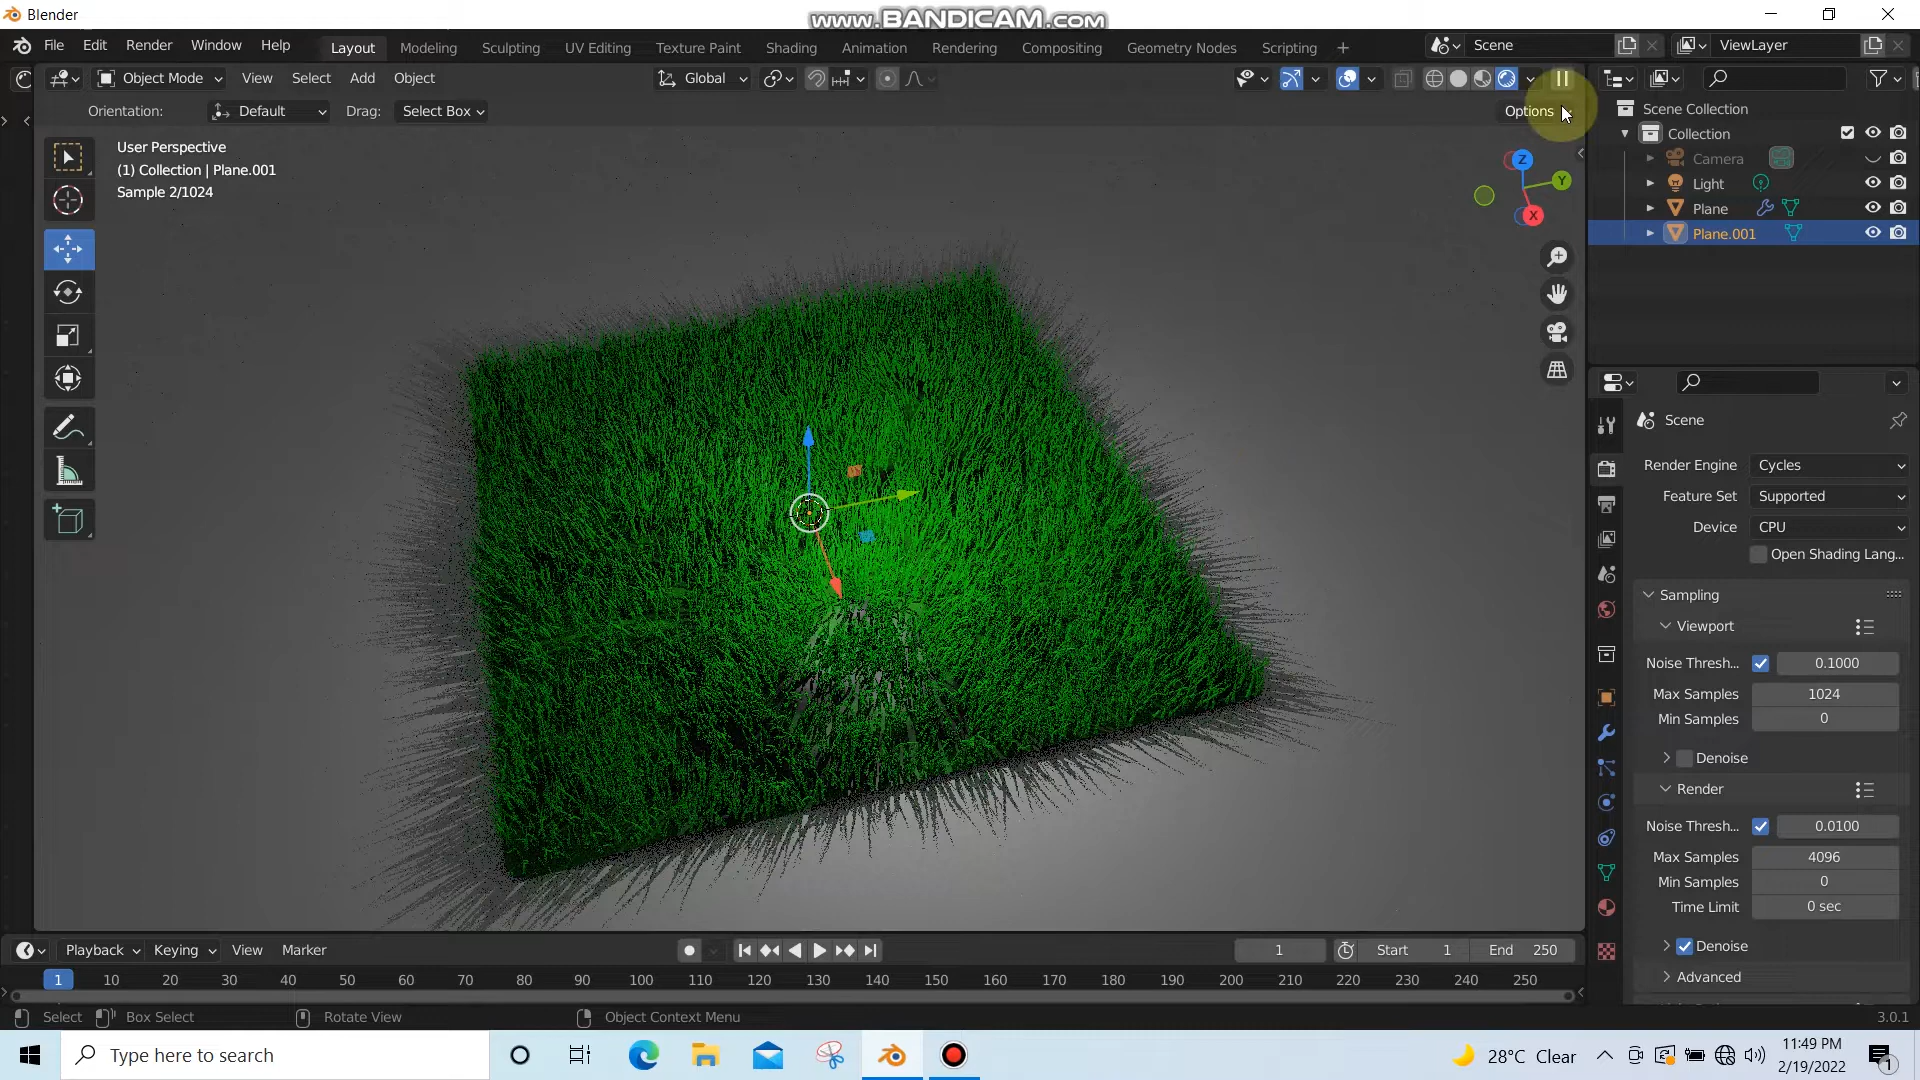 Blender
www.BANDICAM.com
File Edit Render Window Help
Layout Modeling Sculpting UV Editing Texture Paint Shading Animation Rendering Compositing Geometry Nodes Scripting +
Scene
ViewLayer
Object Mode View Select Add Object
Global
Orientation: Default Drag: Select Box
Options
User Perspective
(1) Collection | Plane.001
Sample 2/1024
Z
Y
X
Scene Collection
Collection
Camera
Light
Plane
Plane.001
Scene
Render Engine Cycles
Feature Set Supported
Device CPU
Open Shading Lang...
Sampling
Viewport
Noise Thresh... 0.1000
Max Samples 1024
Min Samples 0
Denoise
Render
Noise Thresh... 0.0100
Max Samples 4096
Min Samples 0
Time Limit 0 sec
Denoise
Advanced
Playback Keying View Marker
1 Start 1 End 250
1 10 20 30 40 50 60 70 80 90 100 110 120 130 140 150 160 170 180 190 200 210 220 230 240 250
Select Box Select Rotate View Object Context Menu
3.0.1
Type here to search
28°C Clear
11:49 PM
2/19/2022
1